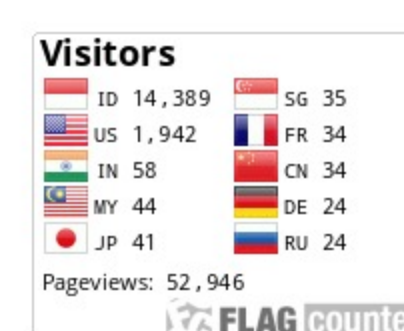 Visitors
ID 14,389 SG 35
US 1,942 FR 34
IN 58 CN 34
MY 44 DE 24
JP 41 RU 24
Pageviews: 52,946
FLAG counte